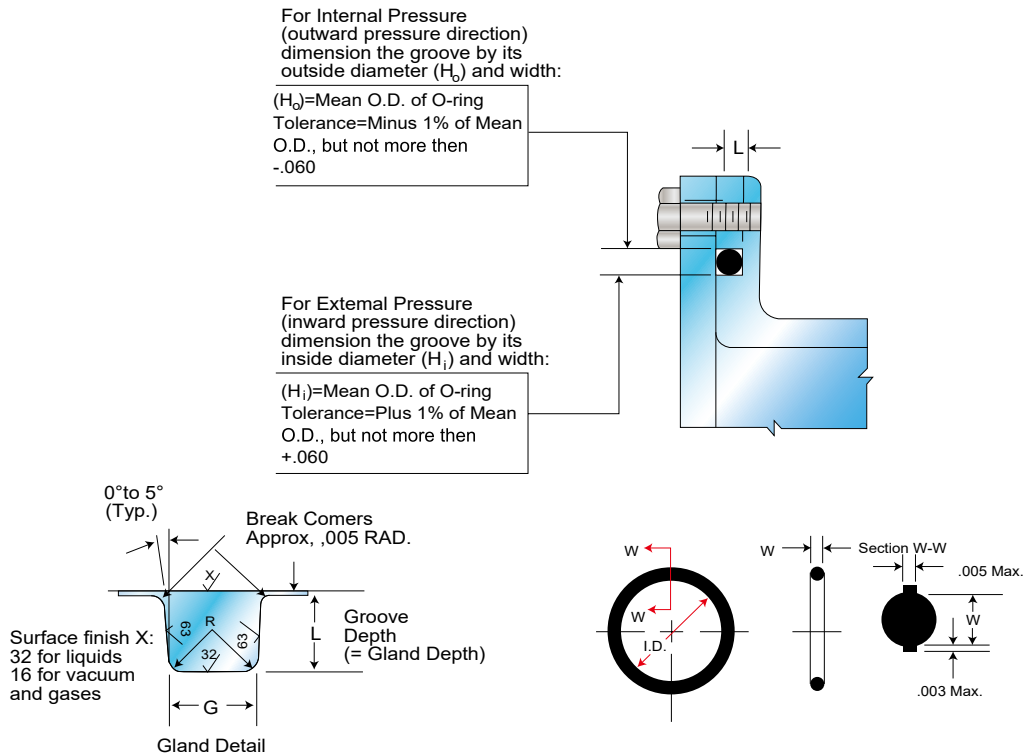 For Internal Pressure
(outward pressure direction)
dimension the groove by its
outside diameter (Ho) and width:
(Ho)=Mean O.D. of O-ring
Tolerance=Minus 1% of Mean
O.D., but not more then
-.060
L
For Extemal Pressure
(inward pressure direction)
dimension the groove by its
inside diameter (Hi) and width:
(Hi)=Mean O.D. of O-ring
Tolerance=Plus 1% of Mean
O.D., but not more then
+.060
0°to 5°
(Typ.)
Break Comers
Approx, ,005 RAD.
X
R
63
63
32
L
Groove
Depth
(= Gland Depth)
Surface finish X:
32 for liquids
16 for vacuum
and gases
G
Gland Detail
W
W
I.D.
W
Section W-W
.005 Max.
W
.003 Max.